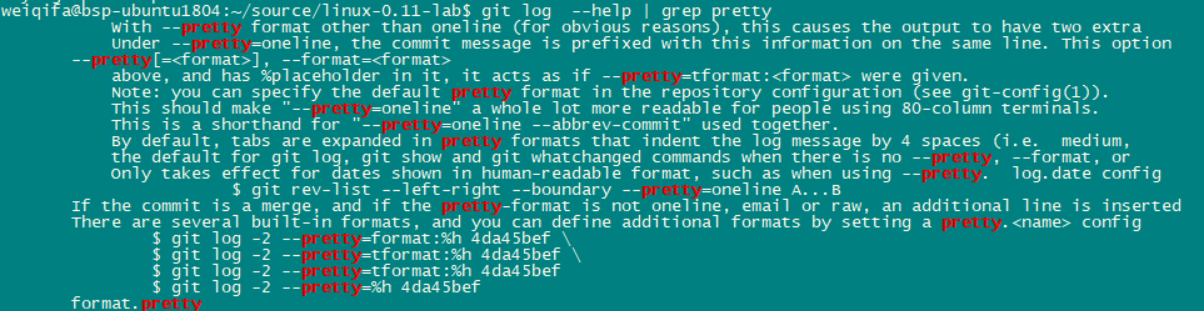 weiqifa@bsp-ubuntu1804:~/source/linux-0.11-lab$ git log  --help | grep pretty
With --pretty format other than oneline (for obvious reasons), this causes the output to have two extra
Under --pretty=oneline, the commit message is prefixed with this information on the same line. This option
--pretty[=<format>], --format=<format>
above, and has %placeholder in it, it acts as if --pretty=tformat:<format> were given.
Note: you can specify the default pretty format in the repository configuration (see git-config(1)).
This should make "--pretty=oneline" a whole lot more readable for people using 80-column terminals.
This is a shorthand for "--pretty=oneline --abbrev-commit" used together.
By default, tabs are expanded in pretty formats that indent the log message by 4 spaces (i.e.  medium,
the default for git log, git show and git whatchanged commands when there is no --pretty, --format, or
Only takes effect for dates shown in human-readable format, such as when using --pretty.  log.date config
$ git rev-list --left-right --boundary --pretty=oneline A...B
If the commit is a merge, and if the pretty-format is not oneline, email or raw, an additional line is inserted
There are several built-in formats, and you can define additional formats by setting a pretty.<name> config
$ git log -2 --pretty=format:%h 4da45bef \
$ git log -2 --pretty=tformat:%h 4da45bef \
$ git log -2 --pretty=tformat:%h 4da45bef
$ git log -2 --pretty=%h 4da45bef
format.pretty